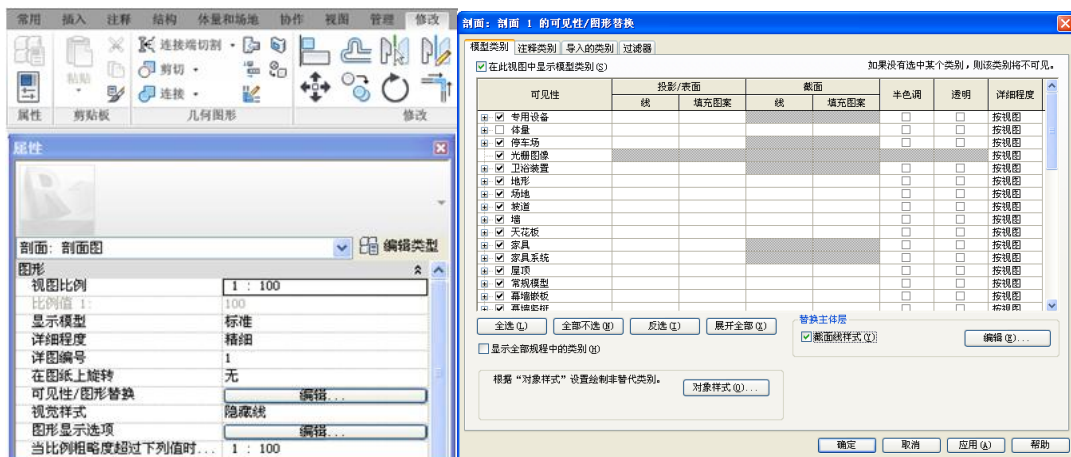 常用 插入 注释 结构 体量和场地 协作 视图 管理 修改
连接端切割
剪切
粘贴
连接
属性 剪贴板 几何图形 修改
属性
剖面: 剖面图 编辑类型
图形
视图比例 1 : 100
比例值 1: 100
显示模型 标准
详细程度 精细
详图编号 1
在图纸上旋转 无
可见性/图形替换 编辑...
视觉样式 隐藏线
图形显示选项 编辑...
当比例粗略度超过下列值时... 1 : 100
剖面: 剖面 1 的可见性/图形替换
模型类别 注释类别 导入的类别 过滤器
在此视图中显示模型类别(S) 如果没有选中某个类别，则该类别将不可见。
可见性 投影/表面 截面 半色调 透明 详细程度
线 填充图案 线 填充图案
专用设备 按视图
体量 按视图
停车场 按视图
光栅图像 按视图
卫浴装置 按视图
地形 按视图
场地 按视图
坡道 按视图
墙 按视图
天花板 按视图
家具 按视图
家具系统 按视图
屋顶 按视图
常规模型 按视图
幕墙嵌板 按视图
幕墙竖梃 按视图
全选(L) 全部不选(N) 反选(I) 展开全部(X) 替换主体层
截面线样式(Y) 编辑(E)...
显示全部规程中的类别(H)
根据“对象样式”设置绘制非替代类别。 对象样式(O)...
确定 取消 应用(A) 帮助